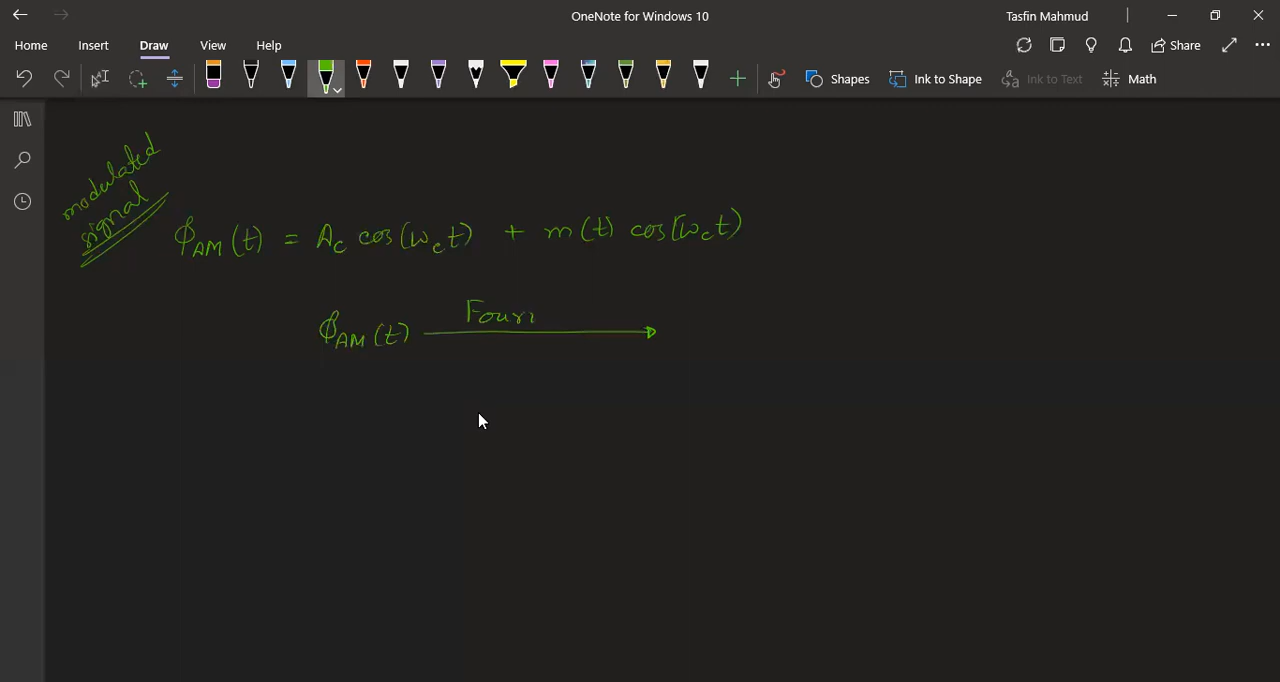 OneNote for Windows 10
Tasfin Mahmud
Home Insert Draw View Help
Share
Shapes Ink to Shape Ink to Text Math
modulated
signal
ϕAM(t) = Ac cos(ωct) + m(t) cos(ωct)
Fouri
ϕAM(t)